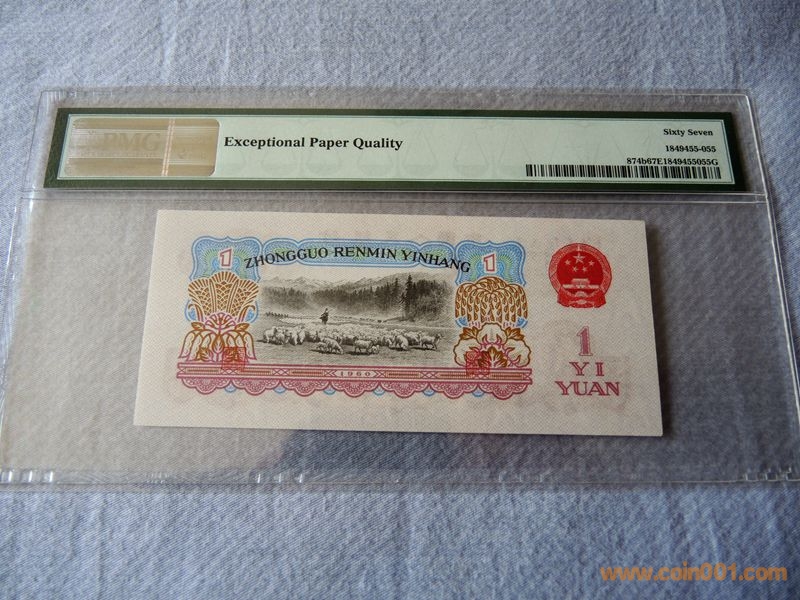 PMG
Exceptional Paper Quality
Sixty Seven
1849455-055
874b67E1849455055G
1
ZHONGGUO RENMIN YINHANG
1
1
YI
YUAN
1960
www.coin001.com